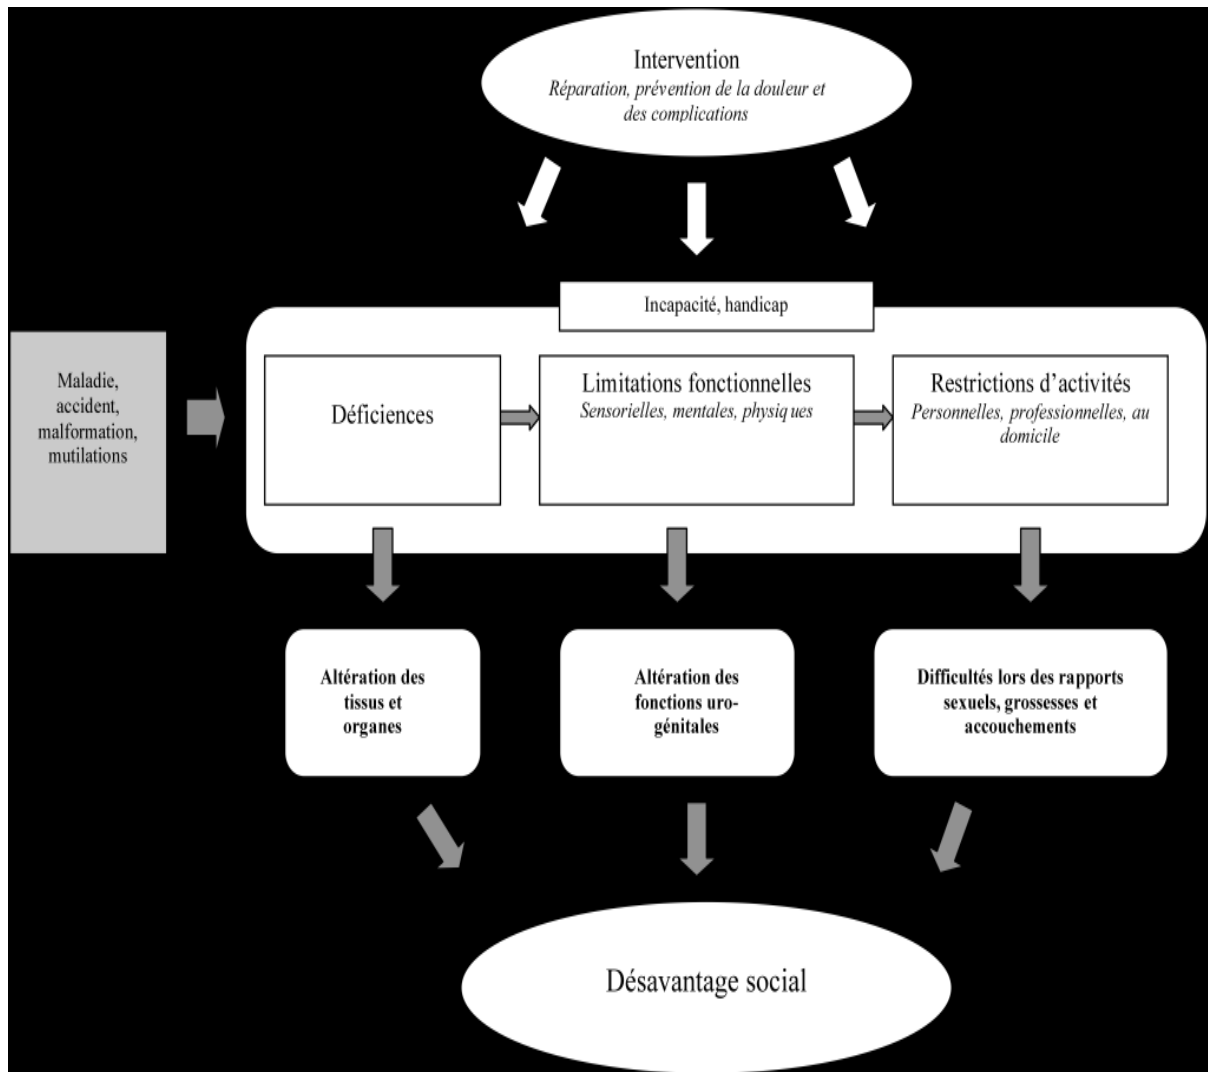 Intervention
Réparation, prévention de la douleur et
des complications
Incapacité, handicap
Maladie,
accident,
malformation,
mutilations
Déficiences
Limitations fonctionnelles
Sensorielles, mentales, physiques
Restrictions d’activités
Personnelles, professionnelles, au
domicile
Altération des
tissus et
organes
Altération des
fonctions uro-
génitales
Difficultés lors des rapports
sexuels, grossesses et
accouchements
Désavantage social